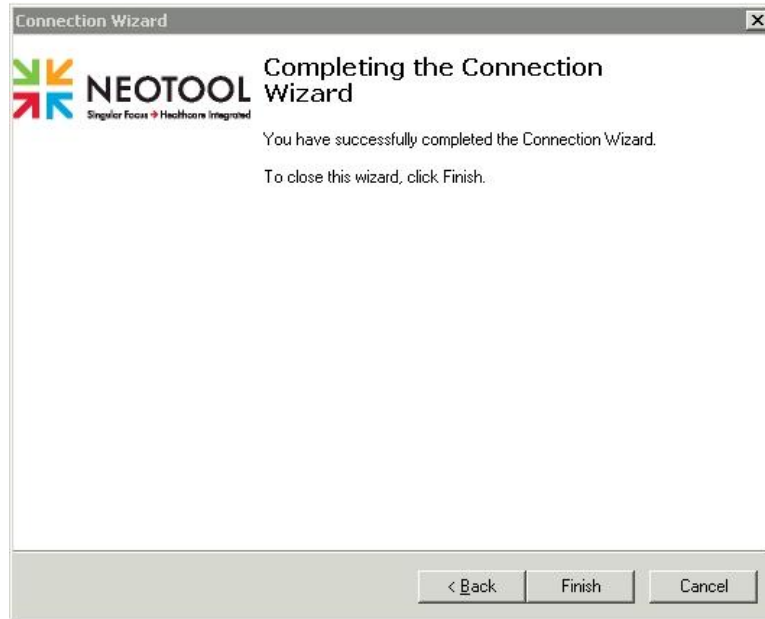 Connection Wizard
NEOTOOL
Singular Focus → Healthcare Integrated
Completing the Connection
Wizard
You have successfully completed the Connection Wizard.
To close this wizard, click Finish.
< Back
Finish
Cancel